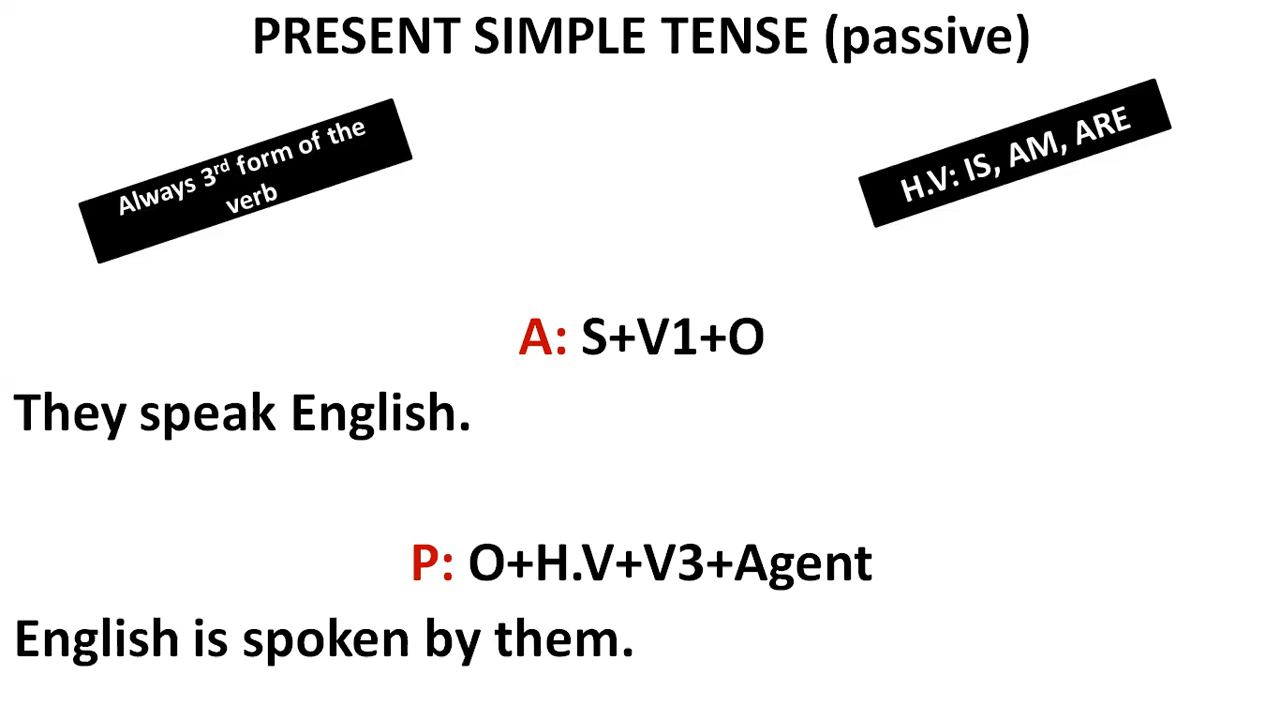 PRESENT SIMPLE TENSE (passive)
Always 3rd form of the
verb
H.V: IS, AM, ARE
A: S+V1+O
They speak English.
P: O+H.V+V3+Agent
English is spoken by them.